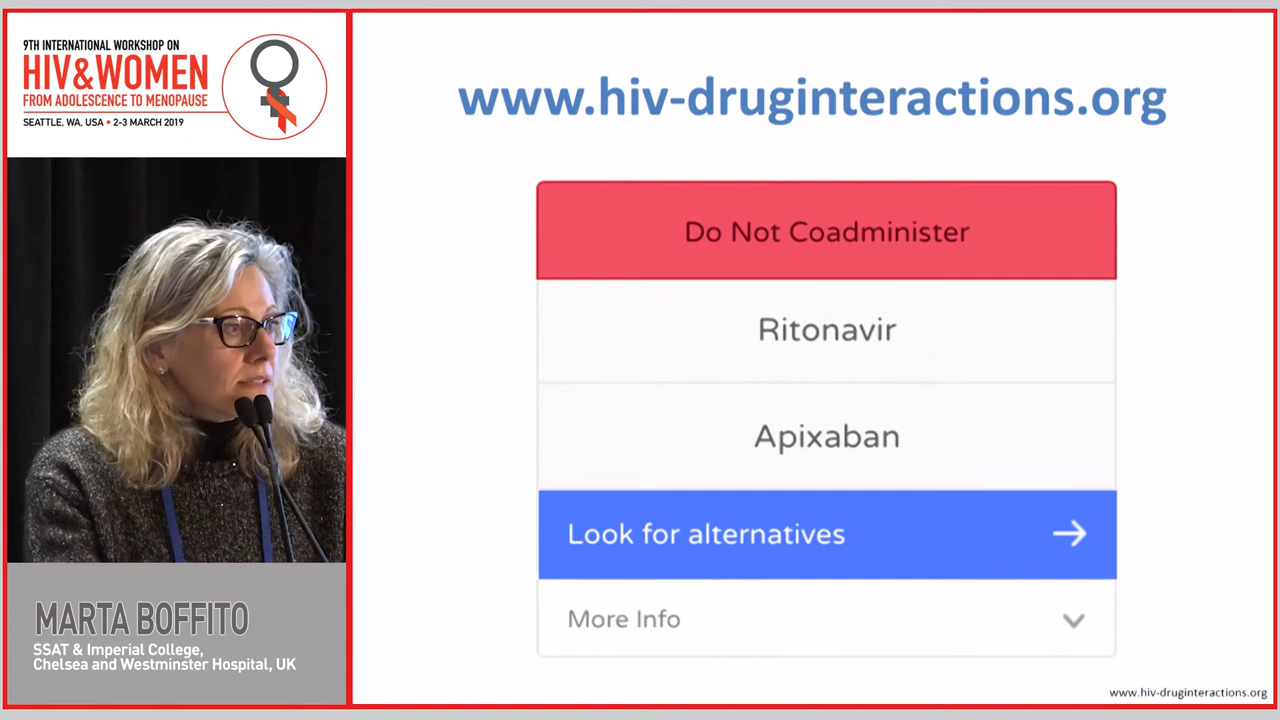 9TH INTERNATIONAL WORKSHOP ON
HIV&WOMEN
FROM ADOLESCENCE TO MENOPAUSE
SEATTLE, WA, USA • 2-3 MARCH 2019
MARTA BOFFITO
SSAT & Imperial College,
Chelsea and Westminster Hospital, UK
www.hiv-druginteractions.org
Do Not Coadminister
Ritonavir
Apixaban
Look for alternatives
More Info
www.hiv-druginteractions.org